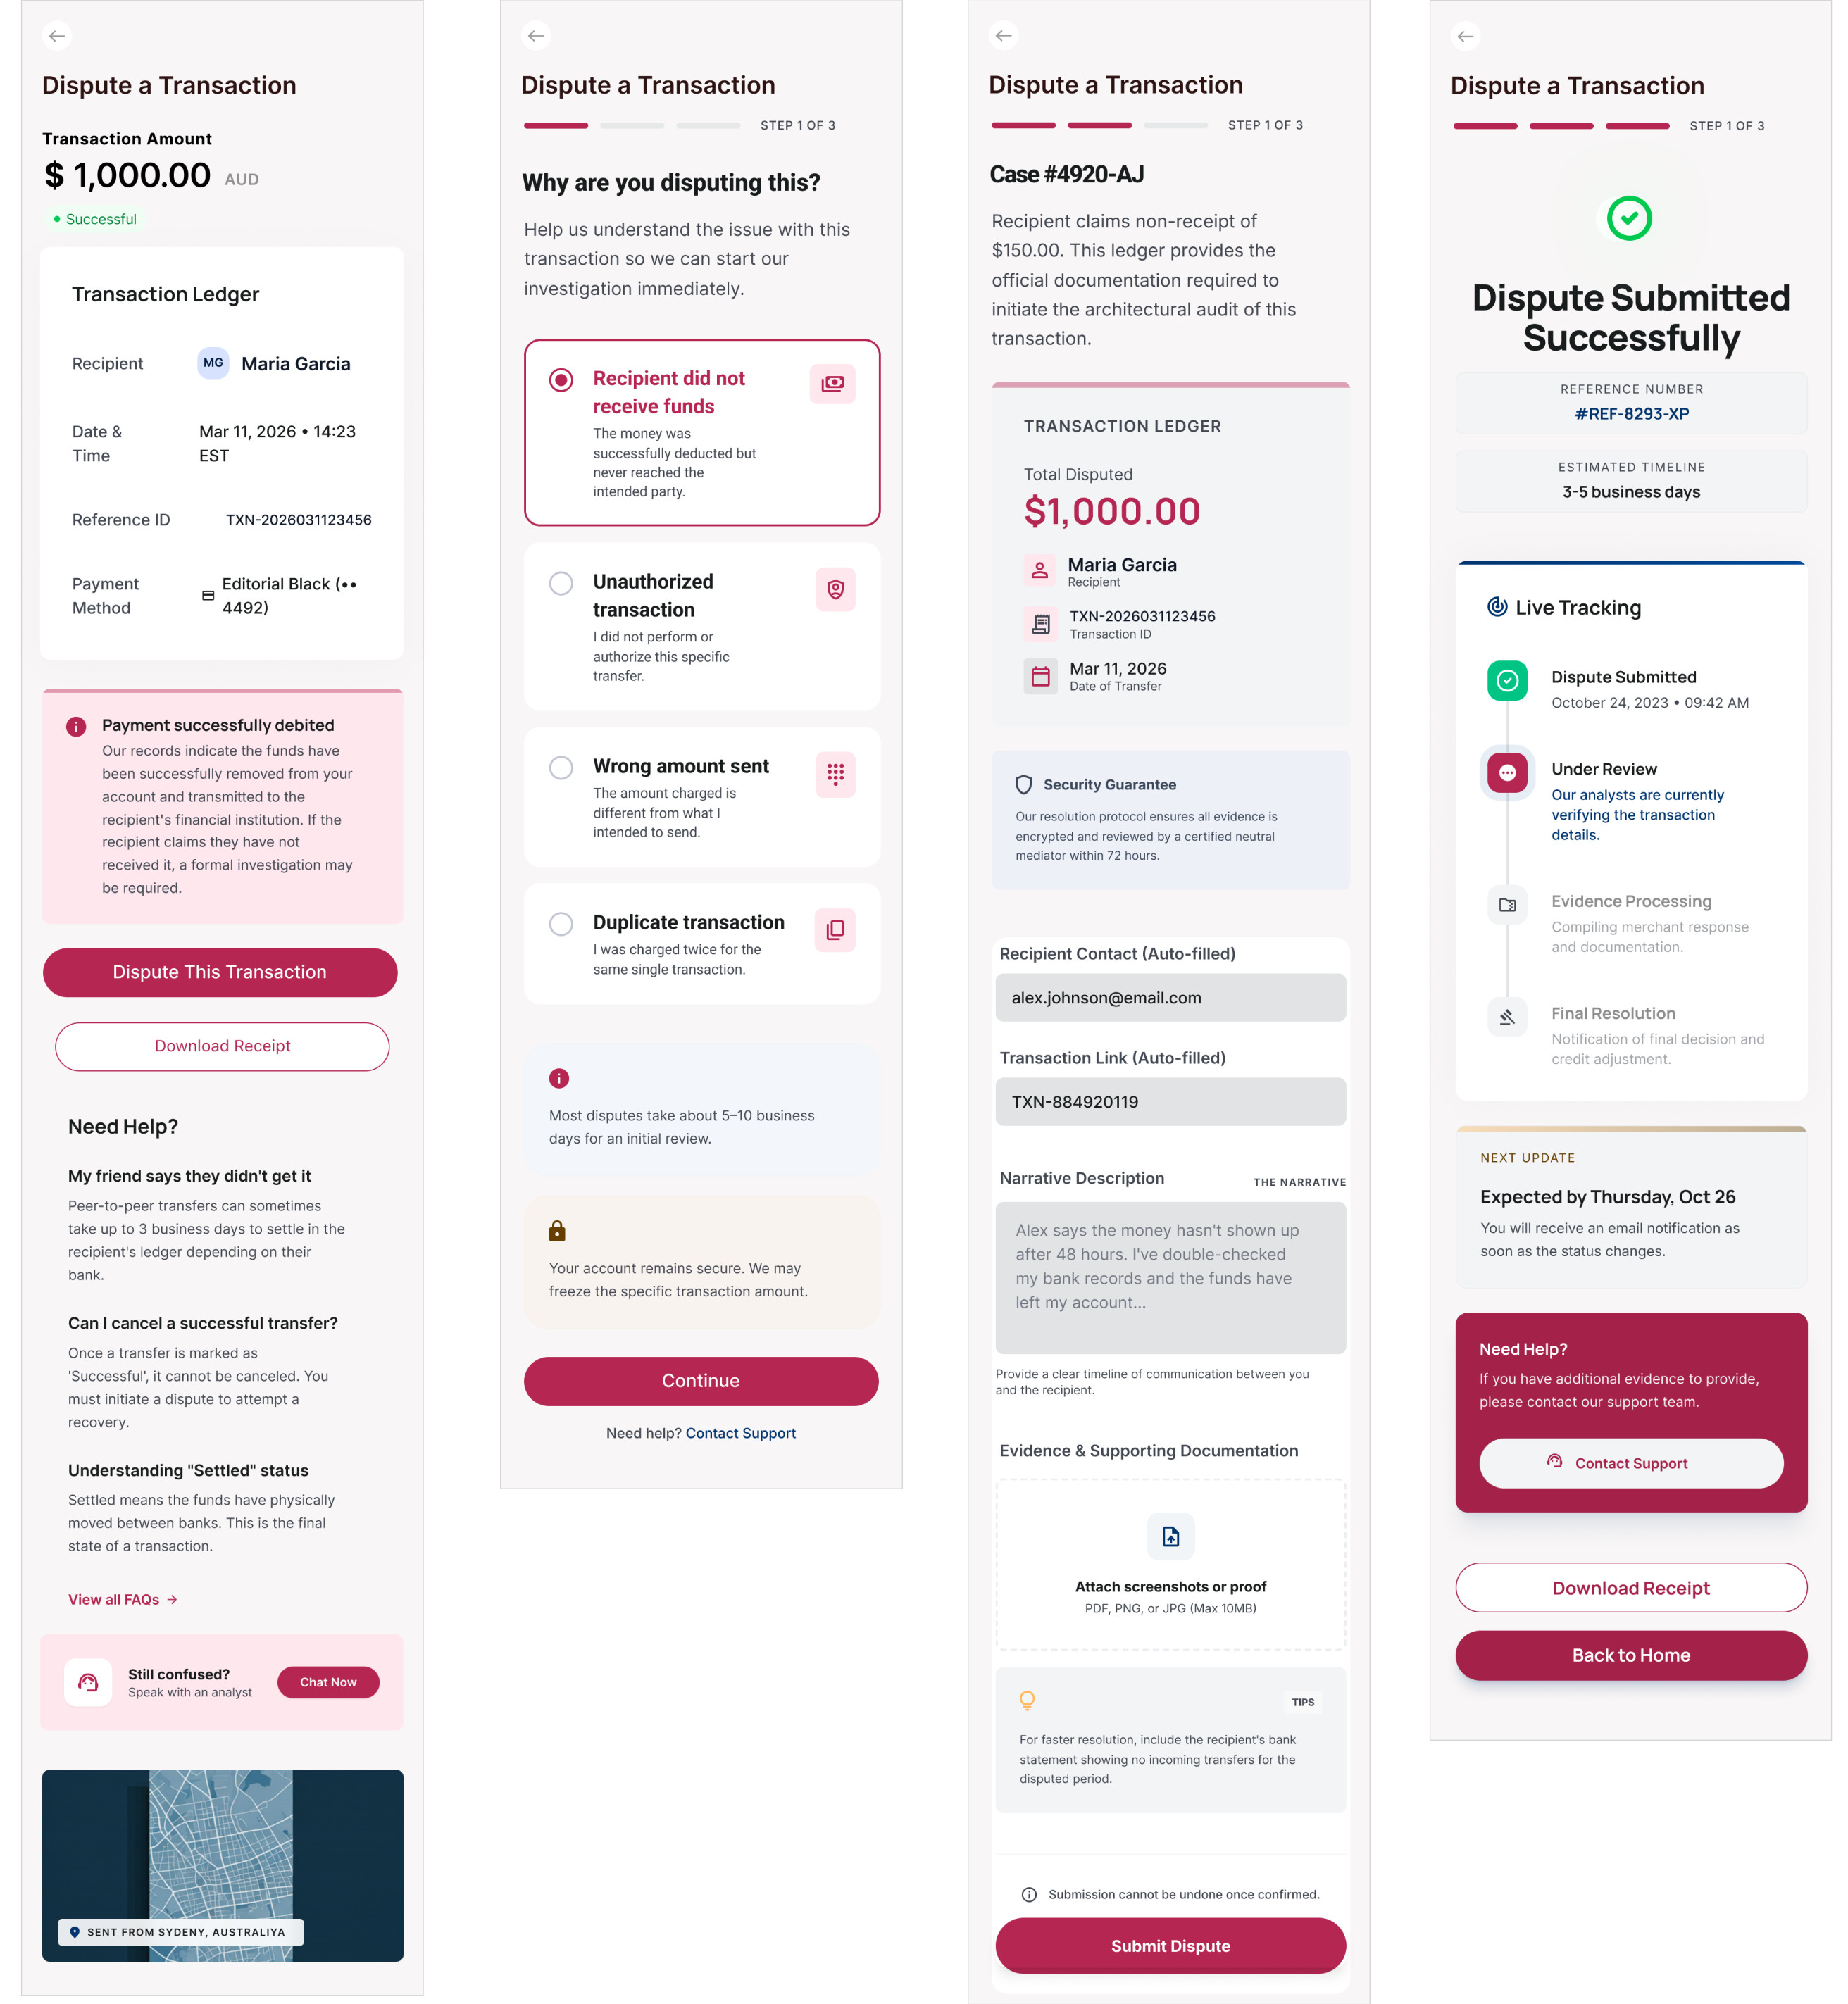 Dispute a Transaction
Transaction Amount
$ 1,000.00 AUD
Successful
Transaction Ledger
Recipient MG Maria Garcia
Date & Time Mar 11, 2026 • 14:23 EST
Reference ID TXN-2026031123456
Payment Method Editorial Black (•• 4492)
Payment successfully debited
Our records indicate the funds have
been successfully removed from your
account and transmitted to the
recipient's financial institution. If the
recipient claims they have not
received it, a formal investigation may
be required.
Dispute This Transaction
Download Receipt
Need Help?
My friend says they didn't get it
Peer-to-peer transfers can sometimes
take up to 3 business days to settle in the
recipient's ledger depending on their
bank.
Can I cancel a successful transfer?
Once a transfer is marked as
'Successful', it cannot be canceled. You
must initiate a dispute to attempt a
recovery.
Understanding "Settled" status
Settled means the funds have physically
moved between banks. This is the final
state of a transaction.
View all FAQs →
Still confused?
Speak with an analyst
Chat Now
SENT FROM SYDENY, AUSTRALIYA
Dispute a Transaction
STEP 1 OF 3
Why are you disputing this?
Help us understand the issue with this
transaction so we can start our
investigation immediately.
Recipient did not
receive funds
The money was
successfully deducted but
never reached the
intended party.
Unauthorized
transaction
I did not perform or
authorize this specific
transfer.
Wrong amount sent
The amount charged is
different from what I
intended to send.
Duplicate transaction
I was charged twice for the
same single transaction.
Most disputes take about 5–10 business
days for an initial review.
Your account remains secure. We may
freeze the specific transaction amount.
Continue
Need help? Contact Support
Dispute a Transaction
STEP 1 OF 3
Case #4920-AJ
Recipient claims non-receipt of
$150.00. This ledger provides the
official documentation required to
initiate the architectural audit of this
transaction.
TRANSACTION LEDGER
Total Disputed
$1,000.00
Maria Garcia
Recipient
TXN-2026031123456
Transaction ID
Mar 11, 2026
Date of Transfer
Security Guarantee
Our resolution protocol ensures all evidence is
encrypted and reviewed by a certified neutral
mediator within 72 hours.
Recipient Contact (Auto-filled)
alex.johnson@email.com
Transaction Link (Auto-filled)
TXN-884920119
Narrative Description THE NARRATIVE
Alex says the money hasn't shown up
after 48 hours. I've double-checked
my bank records and the funds have
left my account...
Provide a clear timeline of communication between you
and the recipient.
Evidence & Supporting Documentation
Attach screenshots or proof
PDF, PNG, or JPG (Max 10MB)
TIPS
For faster resolution, include the recipient's bank
statement showing no incoming transfers for the
disputed period.
Submission cannot be undone once confirmed.
Submit Dispute
Dispute a Transaction
STEP 1 OF 3
Dispute Submitted
Successfully
REFERENCE NUMBER
#REF-8293-XP
ESTIMATED TIMELINE
3-5 business days
Live Tracking
Dispute Submitted
October 24, 2023 • 09:42 AM
Under Review
Our analysts are currently
verifying the transaction
details.
Evidence Processing
Compiling merchant response
and documentation.
Final Resolution
Notification of final decision and
credit adjustment.
NEXT UPDATE
Expected by Thursday, Oct 26
You will receive an email notification as
soon as the status changes.
Need Help?
If you have additional evidence to provide,
please contact our support team.
Contact Support
Download Receipt
Back to Home